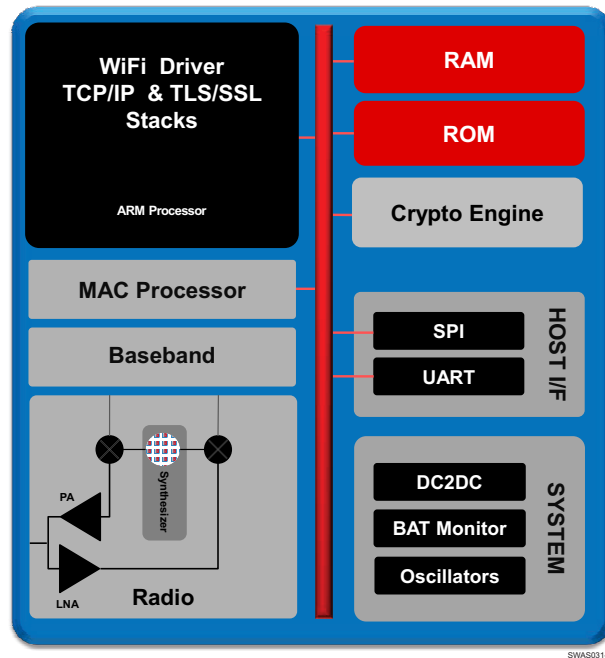 WiFi Driver
TCP/IP & TLS/SSL
Stacks
ARM Processor
MAC Processor
Baseband
Synthesizer
PA
LNA
Radio
RAM
ROM
Crypto Engine
SPI
UART
HOST I/F
DC2DC
BAT Monitor
Oscillators
SYSTEM